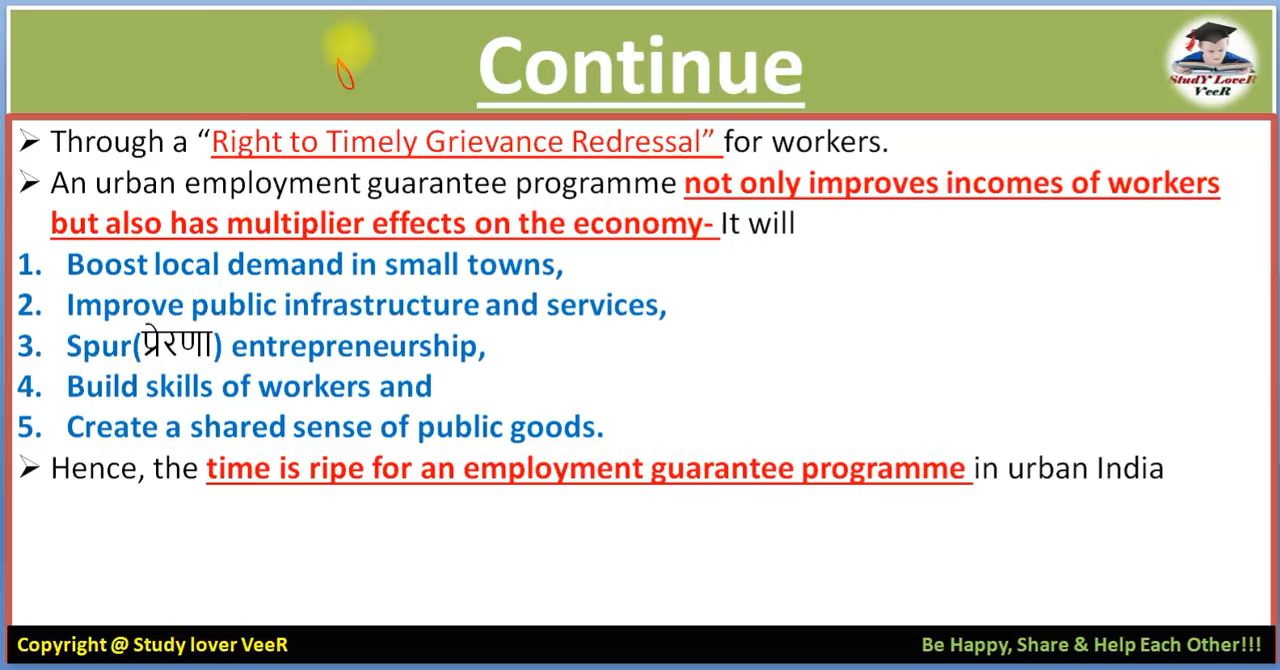 Continue
StudY LoveR
VeeR
➢ Through a “Right to Timely Grievance Redressal” for workers.
➢ An urban employment guarantee programme not only improves incomes of workers
but also has multiplier effects on the economy- It will
1. Boost local demand in small towns,
2. Improve public infrastructure and services,
3. Spur(प्रेरणा) entrepreneurship,
4. Build skills of workers and
5. Create a shared sense of public goods.
➢ Hence, the time is ripe for an employment guarantee programme in urban India
Copyright @ Study lover VeeR
Be Happy, Share & Help Each Other!!!